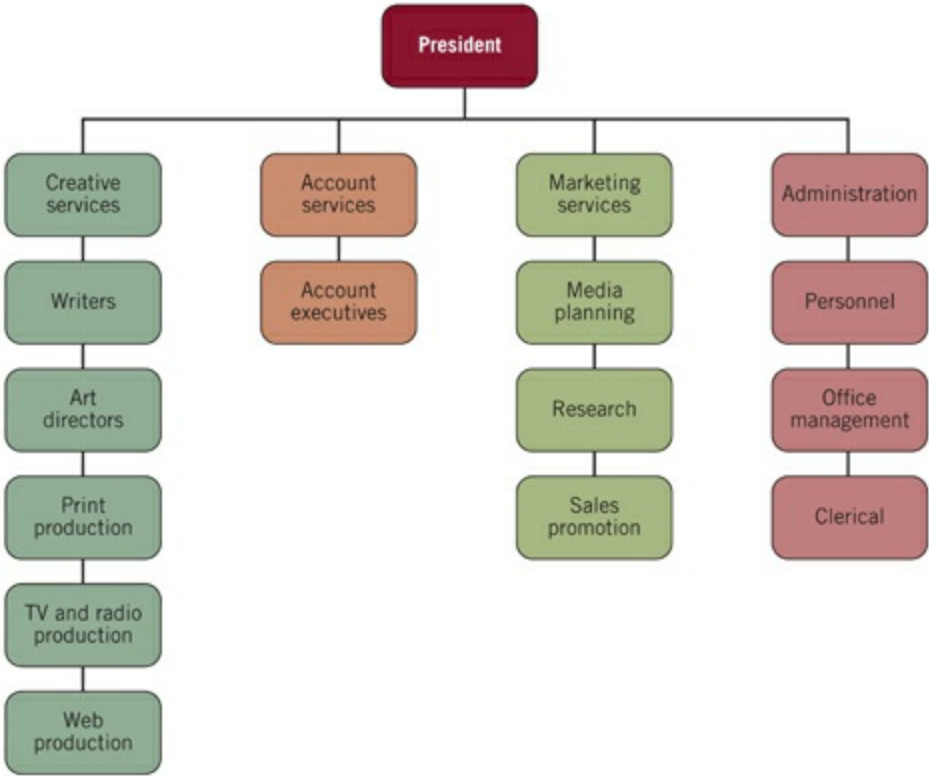 President
Creative
services
Account
services
Marketing
services
Administration
Writers
Account
executives
Media
planning
Personnel
Art
directors
Research
Office
management
Print
production
Sales
promotion
Clerical
TV and radio
production
Web
production